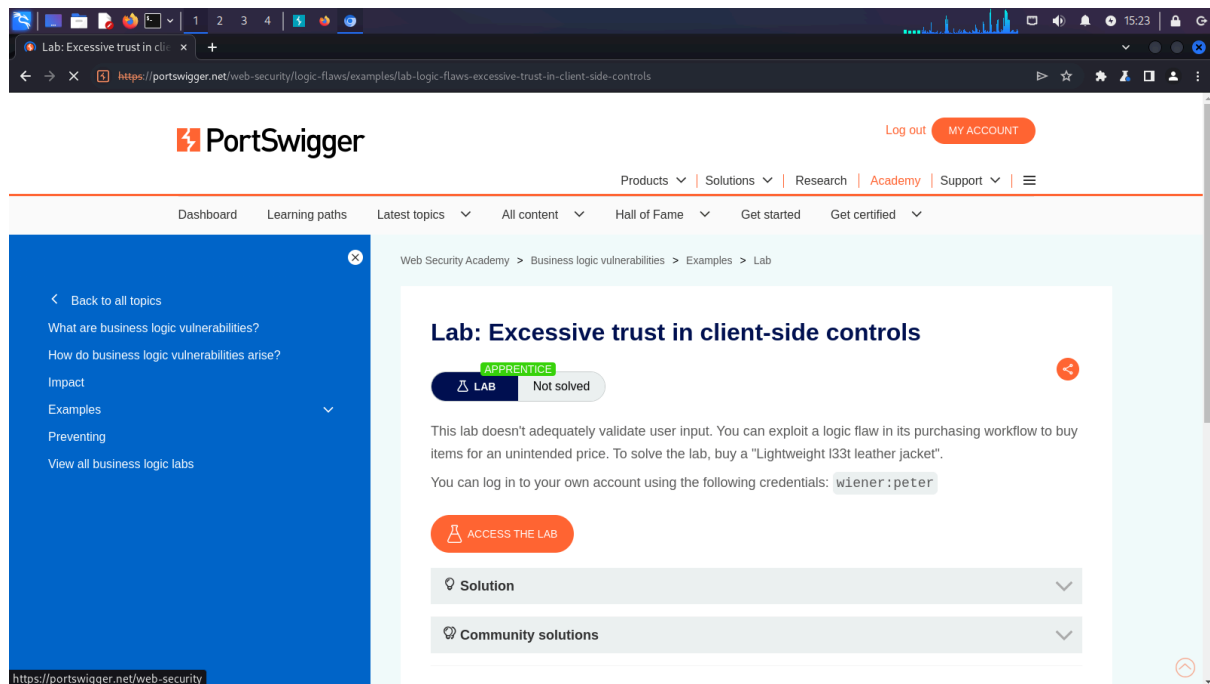 1 2 3 4 15:23
Lab: Excessive trust in clie
https://portswigger.net/web-security/logic-flaws/examples/lab-logic-flaws-excessive-trust-in-client-side-controls
PortSwigger
Log out MY ACCOUNT
Products | Solutions | Research | Academy | Support |
Dashboard Learning paths Latest topics All content Hall of Fame Get started Get certified
Web Security Academy > Business logic vulnerabilities > Examples > Lab
Back to all topics
What are business logic vulnerabilities?
How do business logic vulnerabilities arise?
Impact
Examples
Preventing
View all business logic labs
Lab: Excessive trust in client-side controls
APPRENTICE
LAB Not solved
This lab doesn't adequately validate user input. You can exploit a logic flaw in its purchasing workflow to buy
items for an unintended price. To solve the lab, buy a "Lightweight l33t leather jacket".
You can log in to your own account using the following credentials: wiener:peter
ACCESS THE LAB
Solution
Community solutions
https://portswigger.net/web-security